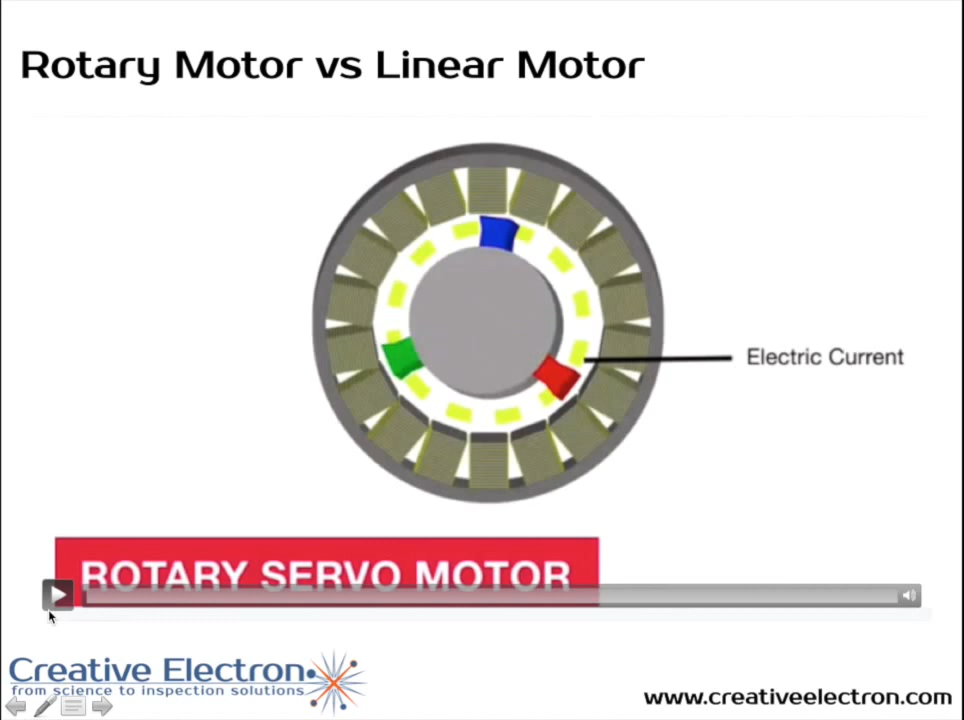 Rotary Motor vs Linear Motor
Electric Current
ROTARY SERVO MOTOR
Creative Electron
from science to inspection solutions
www.creativeelectron.com